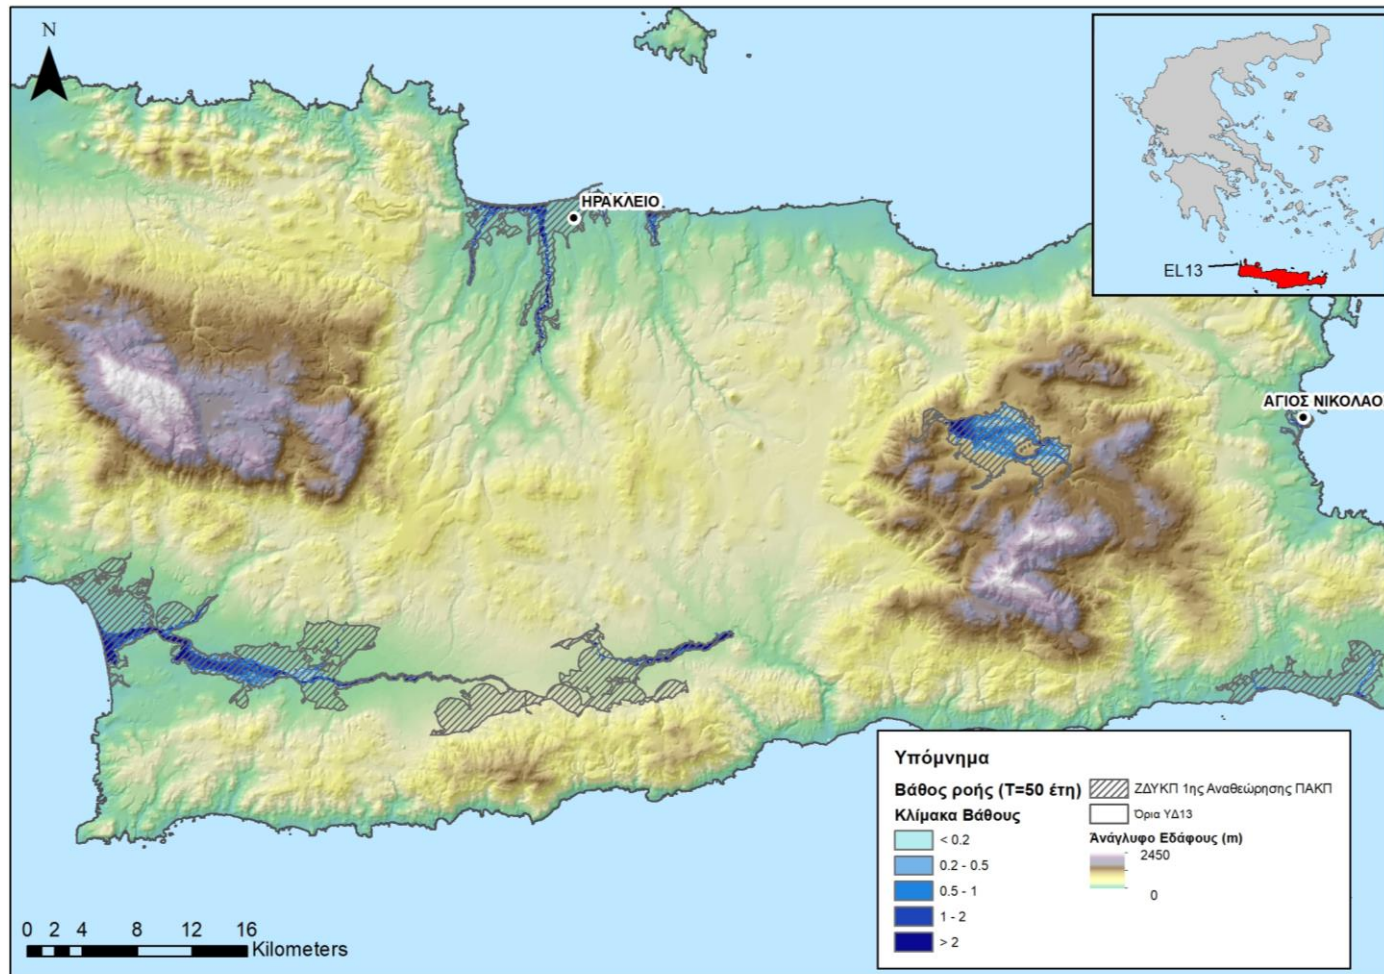 N
ΗΡΑΚΛΕΙΟ
EL13
ΑΓΙΟΣ ΝΙΚΟΛΑΟ
Υπόμνημα
Βάθος ροής (Τ=50 έτη)
Κλίμακα Βάθους
< 0.2
0.2 - 0.5
0.5 - 1
1 - 2
> 2
ΖΔΥΚΠ 1ης Αναθεώρησης ΠΑΚΠ
Όρια ΥΔ13
Άνάγλυφο Εδάφους (m)
2450
0
0 2 4 8 12 16
Kilometers